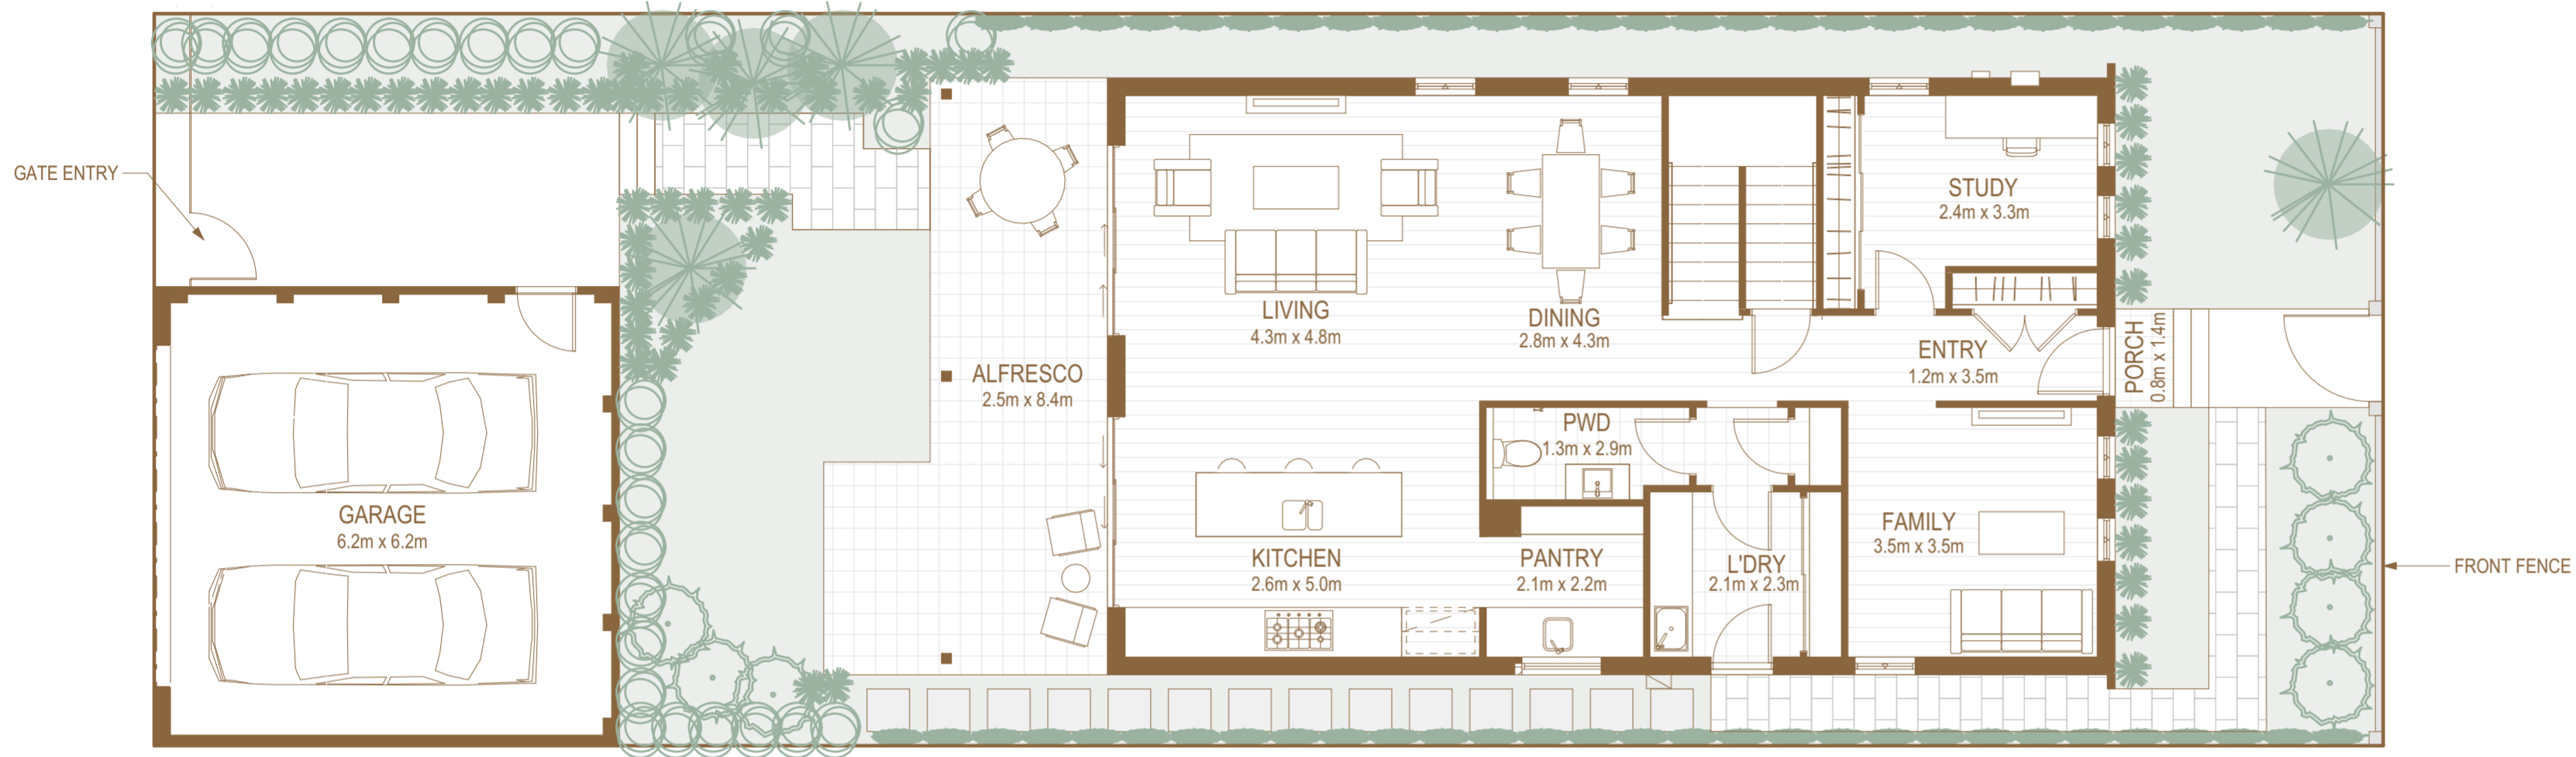 GATE ENTRY
GARAGE
6.2m x 6.2m
ALFRESCO
2.5m x 8.4m
LIVING
4.3m x 4.8m
DINING
2.8m x 4.3m
KITCHEN
2.6m x 5.0m
PWD
1.3m x 2.9m
PANTRY
2.1m x 2.2m
L'DRY
2.1m x 2.3m
STUDY
2.4m x 3.3m
ENTRY
1.2m x 3.5m
FAMILY
3.5m x 3.5m
PORCH
0.8m x 1.4m
FRONT FENCE